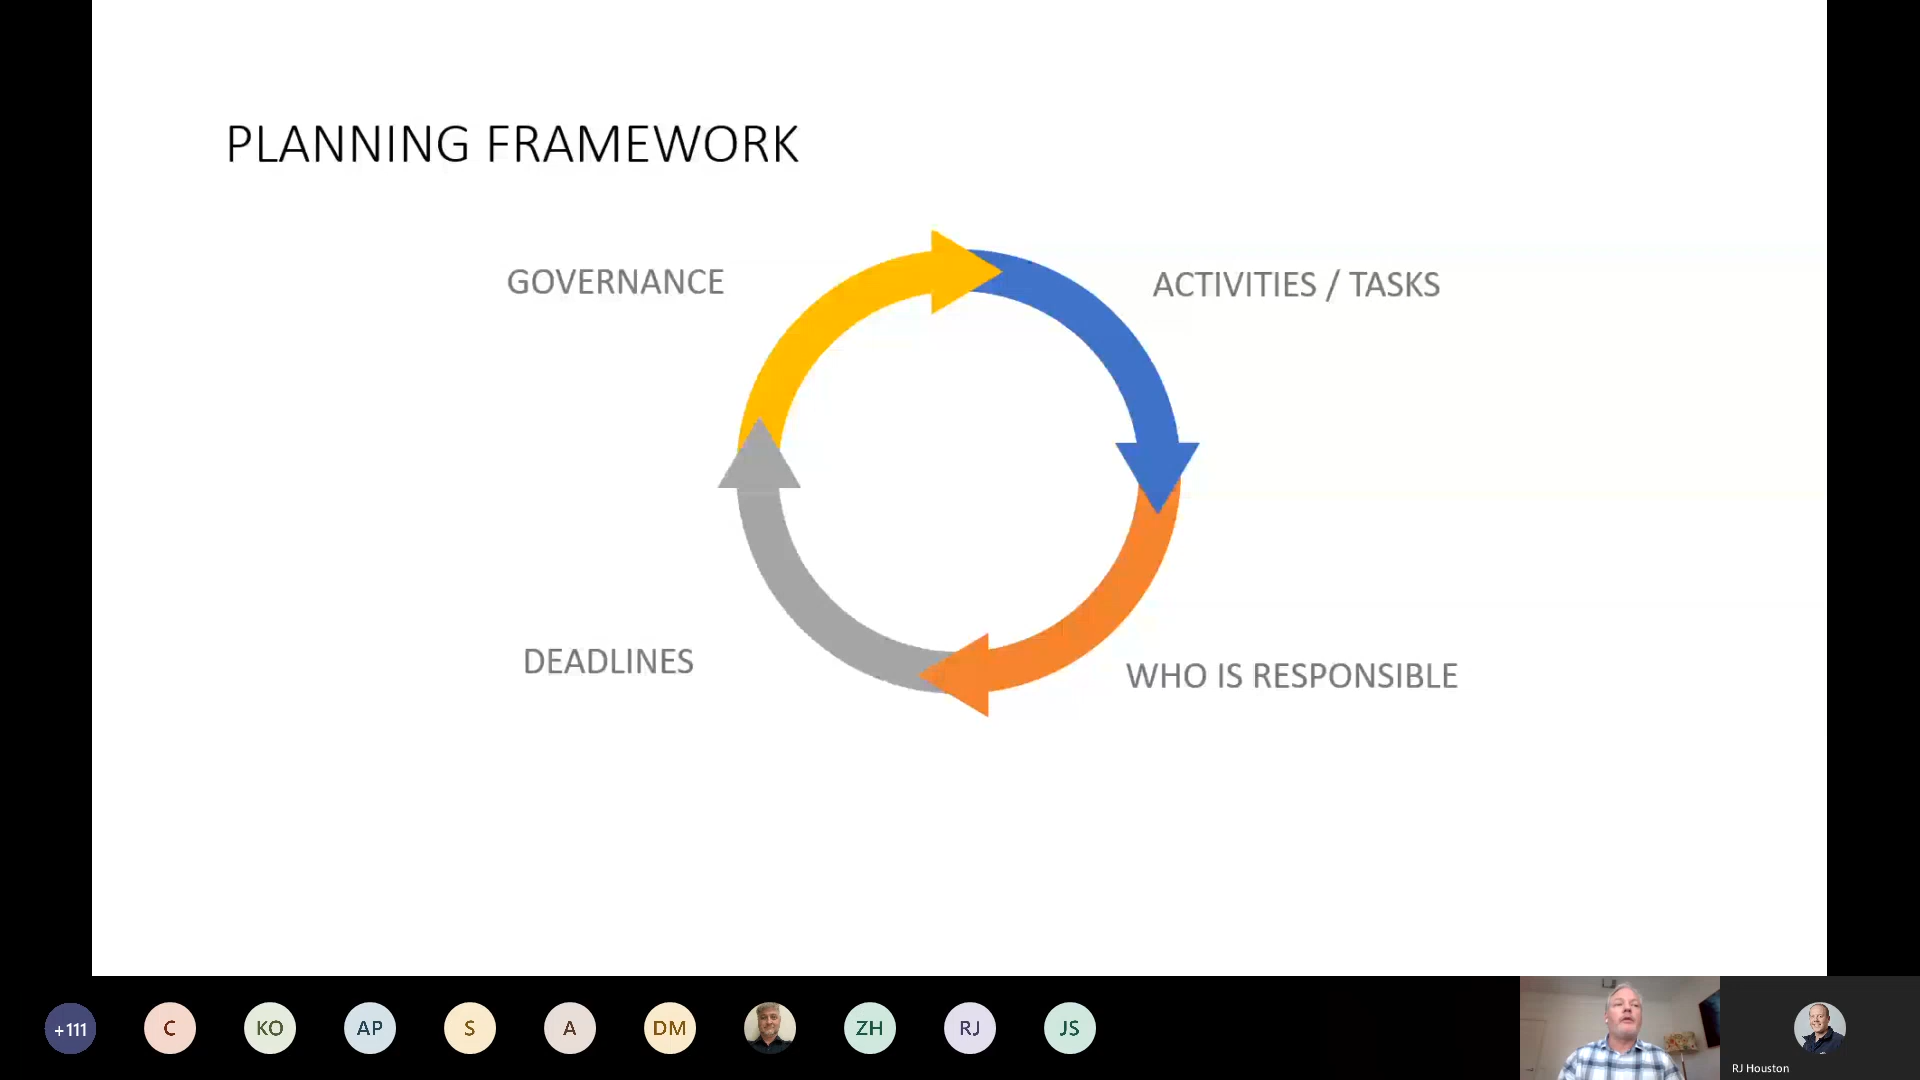 PLANNING FRAMEWORK
GOVERNANCE
ACTIVITIES / TASKS
DEADLINES
WHO IS RESPONSIBLE
+111
C
KO
AP
S
A
DM
ZH
RJ
JS
RJ Houston